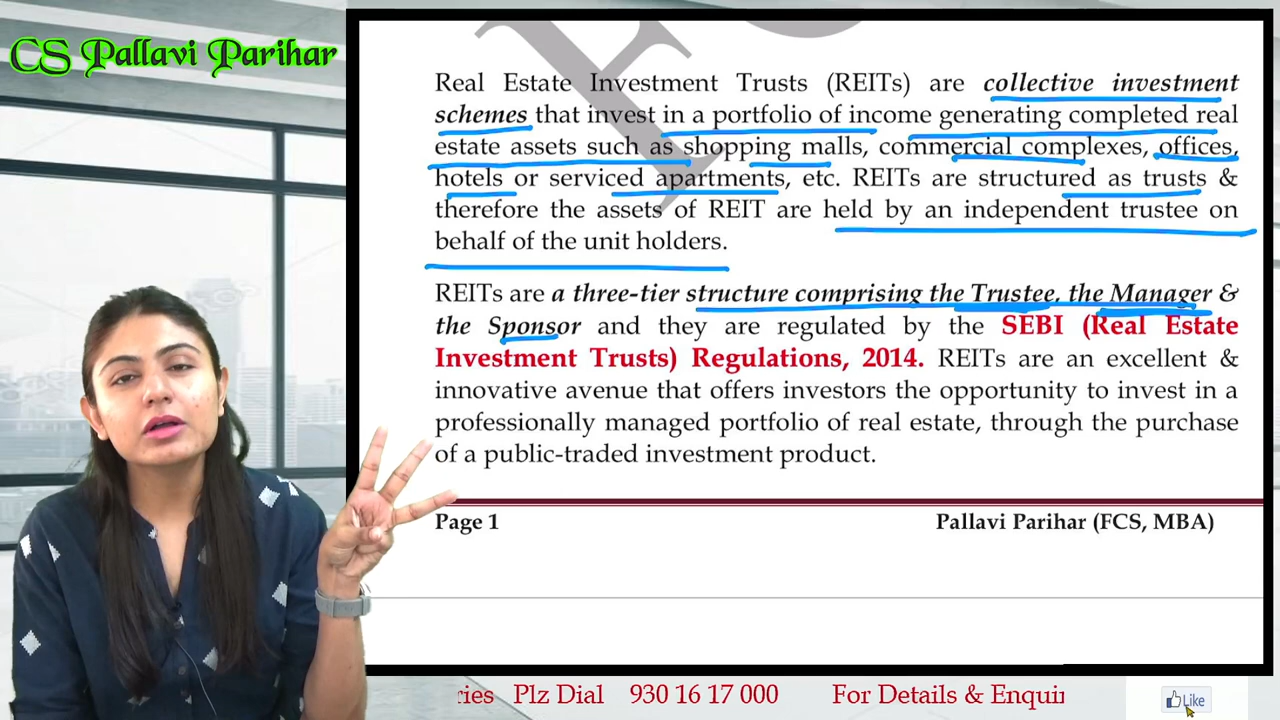 CS Pallavi Parihar
Real Estate Investment Trusts (REITs) are collective investment
schemes that invest in a portfolio of income generating completed real
estate assets such as shopping malls, commercial complexes, offices,
hotels or serviced apartments, etc. REITs are structured as trusts &
therefore the assets of REIT are held by an independent trustee on
behalf of the unit holders.
REITs are a three-tier structure comprising the Trustee, the Manager &
the Sponsor and they are regulated by the SEBI (Real Estate
Investment Trusts) Regulations, 2014. REITs are an excellent &
innovative avenue that offers investors the opportunity to invest in a
professionally managed portfolio of real estate, through the purchase
of a public-traded investment product.
Page 1 Pallavi Parihar (FCS, MBA)
ries Plz Dial 930 16 17 000 For Details & Enqui
Like